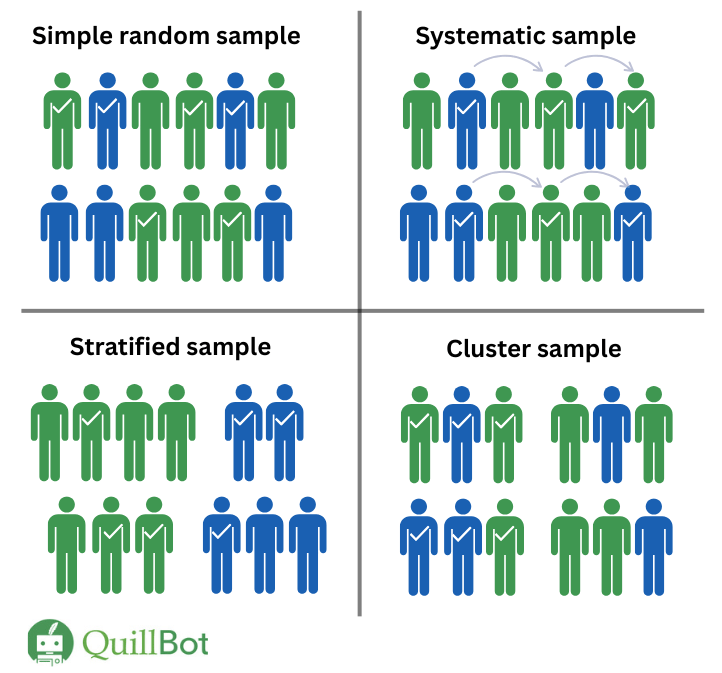 Simple random sample
Systematic sample
Stratified sample
Cluster sample
QuillBot